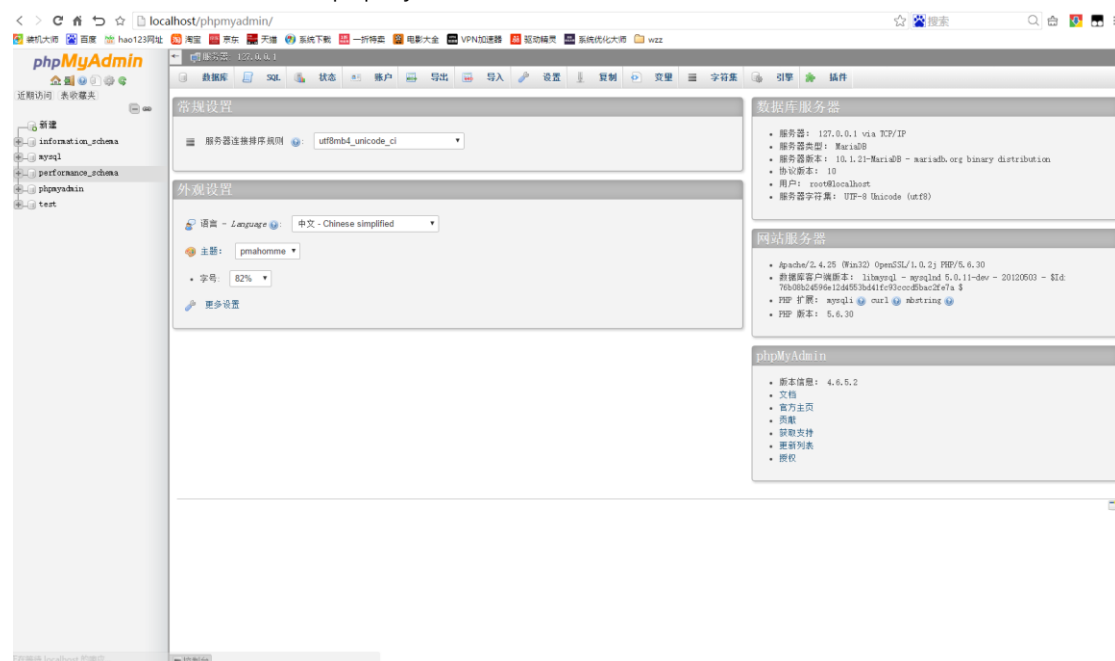 localhost/phpmyadmin/
搜索
装机大师 百度 hao123网址 淘宝 京东 天猫 系统下载 一折特卖 电影大全 VPN加速器 驱动精灵 系统优化大师 wzz
phpMyAdmin
近期访问 表收藏夹
新建
information_schema
mysql
performance_schema
phpmyadmin
test
服务器: 127.0.0.1
数据库 SQL 状态 账户 导出 导入 设置 复制 变量 字符集 引擎 插件
常规设置
服务器连接排序规则 : utf8mb4_unicode_ci
外观设置
语言 - Language : 中文 - Chinese simplified
主题: pmahomme
字号: 82%
更多设置
数据库服务器
服务器: 127.0.0.1 via TCP/IP
服务器类型: MariaDB
服务器版本: 10.1.21-MariaDB - mariadb.org binary distribution
协议版本: 10
用户: root@localhost
服务器字符集: UTF-8 Unicode (utf8)
网站服务器
Apache/2.4.25 (Win32) OpenSSL/1.0.2j PHP/5.6.30
数据库客户端版本: libmysql - mysqlnd 5.0.11-dev - 20120503 - $Id:
76b08b24596e12d4553bd41fc93cccd5bac2fe7a $
PHP 扩展: mysqli curl mbstring
PHP 版本: 5.6.30
phpMyAdmin
版本信息: 4.6.5.2
文档
官方主页
贡献
获取支持
更新列表
授权